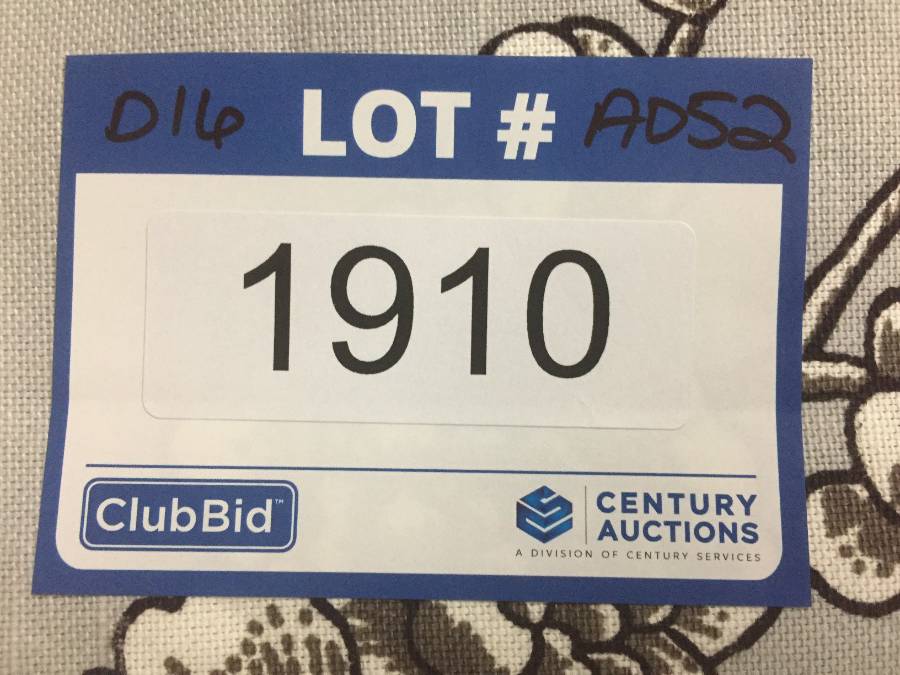 D16 LOT # AD52
1910
ClubBid™
CENTURY
AUCTIONS
A DIVISION OF CENTURY SERVICES